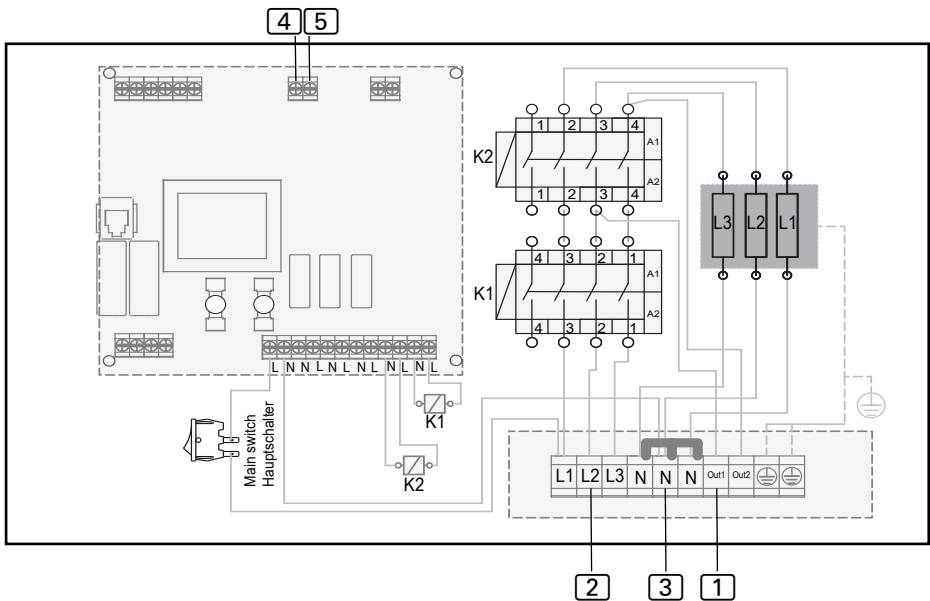 4 5
1 2 3 4
K2
A1
A2
1 2 3 4
L3 L2 L1
4 3 2 1
K1
A1
A2
4 3 2 1
L N N L N L N L N L N L
K1
K2
Main switch
Hauptschalter
L1 L2 L3 N N N Out1 Out2
2 3 1